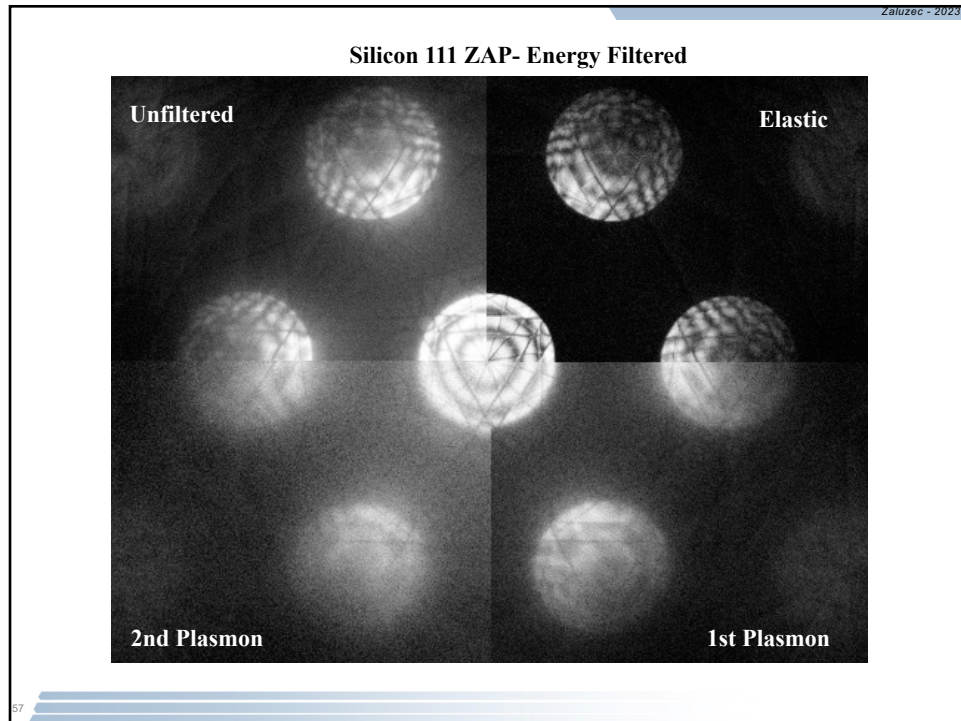 Zaluzec - 2023
Silicon 111 ZAP- Energy Filtered
Unfiltered
Elastic
2nd Plasmon
1st Plasmon
57